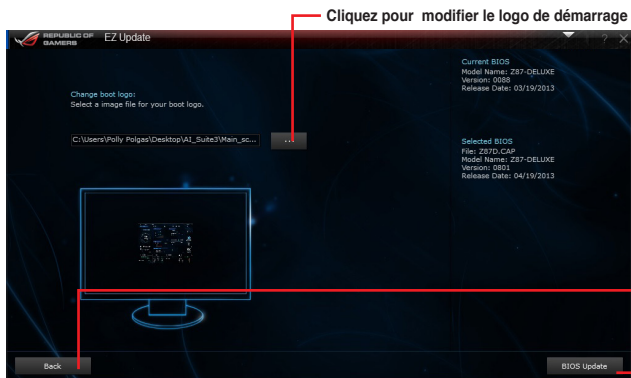 Cliquez pour modifier le logo de démarrage
REPUBLIC OF
GAMERS
EZ Update
? X
Current BIOS
Model Name: Z87-DELUXE
Version: 0088
Release Date: 03/19/2013
Change boot logo:
Select a image file for your boot logo.
C:\Users\Polly Polgas\Desktop\AI_Suite3\Main_sc...
...
Selected BIOS
File: Z87D.CAP
Model Name: Z87-DELUXE
Version: 0801
Release Date: 04/19/2013
Back
BIOS Update